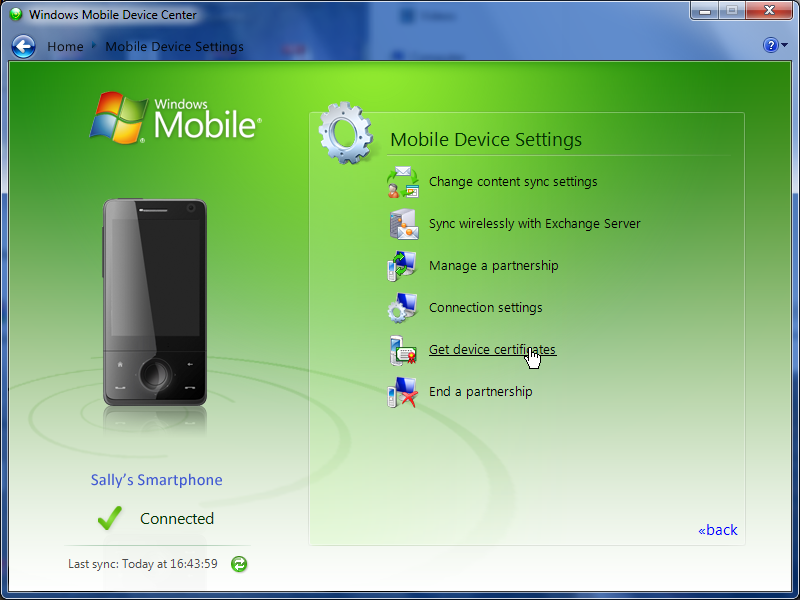 Windows Mobile Device Center
Home
Mobile Device Settings
Windows
Mobile®
Mobile Device Settings
Change content sync settings
Sync wirelessly with Exchange Server
Manage a partnership
Connection settings
Get device certificates
End a partnership
Sally's Smartphone
Connected
«back
Last sync: Today at 16:43:59